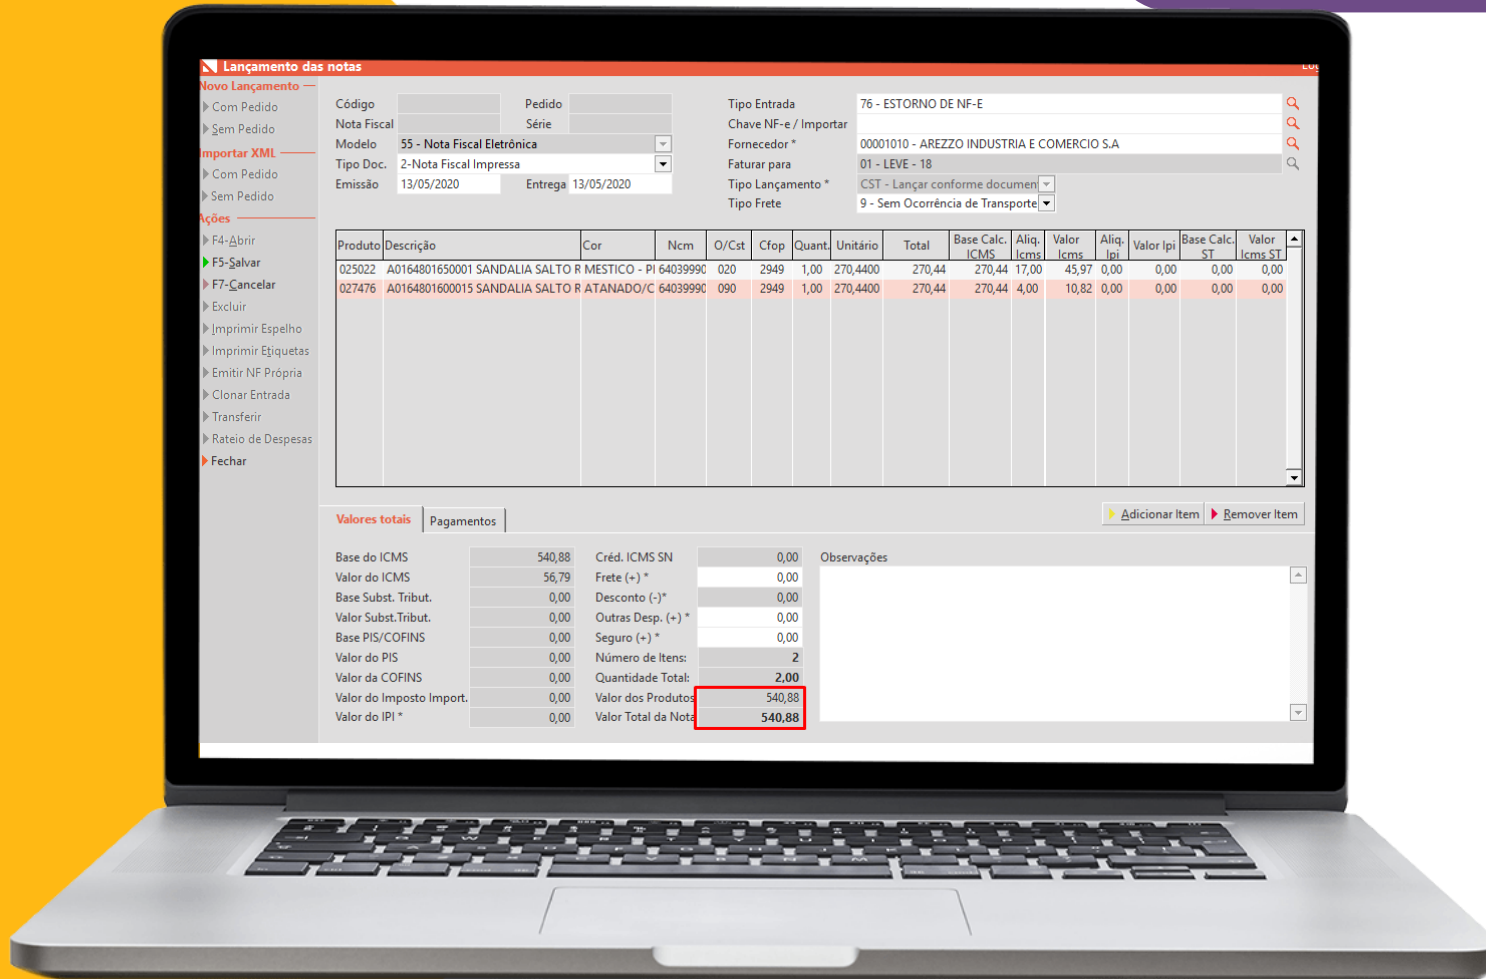 Lançamento das notas
Novo Lançamento
Com Pedido
Sem Pedido
Importar XML
Com Pedido
Sem Pedido
Ações
F4-Abrir
F5-Salvar
F7-Cancelar
Excluir
Imprimir Espelho
Imprimir Etiquetas
Emitir NF Própria
Clonar Entrada
Transferir
Rateio de Despesas
Fechar
Código Pedido
Nota Fiscal Série
Modelo 55 - Nota Fiscal Eletrônica
Tipo Doc. 2-Nota Fiscal Impressa
Emissão 13/05/2020 Entrega 13/05/2020
Tipo Entrada 76 - ESTORNO DE NF-E
Chave NF-e / Importar
Fornecedor * 00001010 - AREZZO INDUSTRIA E COMERCIO S.A
Faturar para 01 - LEVE - 18
Tipo Lançamento * CST - Lançar conforme documen
Tipo Frete 9 - Sem Ocorrência de Transporte
Produto Descrição Cor Ncm O/Cst Cfop Quant. Unitário Total Base Calc. ICMS Aliq. Icms Valor Icms Aliq. Ipi Valor Ipi Base Calc. ST Valor Icms ST
025022 A0164801650001 SANDALIA SALTO R MESTICO - PI 64039990 020 2949 1,00 270,4400 270,44 270,44 17,00 45,97 0,00 0,00 0,00 0,00
027476 A0164801600015 SANDALIA SALTO R ATANADO/C 64039990 090 2949 1,00 270,4400 270,44 270,44 4,00 10,82 0,00 0,00 0,00 0,00
Adicionar Item Remover Item
Valores totais Pagamentos
Base do ICMS 540,88 Créd. ICMS SN 0,00 Observações
Valor do ICMS 56,79 Frete (+) * 0,00
Base Subst. Tribut. 0,00 Desconto (-)* 0,00
Valor Subst.Tribut. 0,00 Outras Desp. (+) * 0,00
Base PIS/COFINS 0,00 Seguro (+) * 0,00
Valor do PIS 0,00 Número de Itens: 2
Valor da COFINS 0,00 Quantidade Total: 2,00
Valor do Imposto Import. 0,00 Valor dos Produtos 540,88
Valor do IPI * 0,00 Valor Total da Nota 540,88